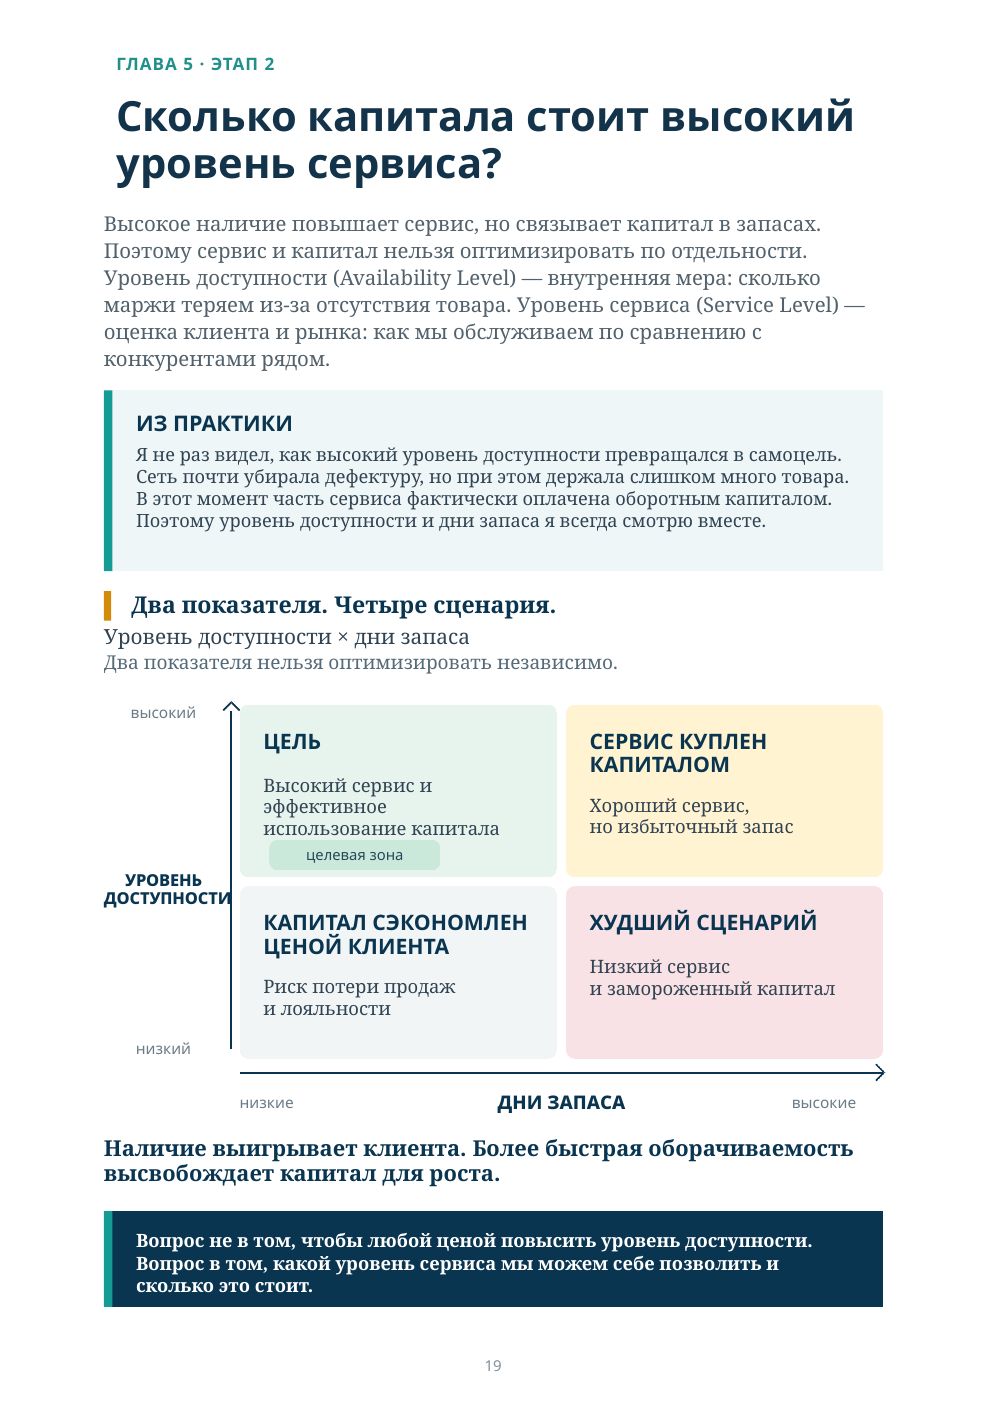 ГЛАВА 5 · ЭТАП 2
Сколько капитала стоит высокий
уровень сервиса?
Высокое наличие повышает сервис, но связывает капитал в запасах.
Поэтому сервис и капитал нельзя оптимизировать по отдельности.
Уровень доступности (Availability Level) — внутренняя мера: сколько
маржи теряем из-за отсутствия товара. Уровень сервиса (Service Level) —
оценка клиента и рынка: как мы обслуживаем по сравнению с
конкурентами рядом.
ИЗ ПРАКТИКИ
Я не раз видел, как высокий уровень доступности превращался в самоцель.
Сеть почти убирала дефектуру, но при этом держала слишком много товара.
В этот момент часть сервиса фактически оплачена оборотным капиталом.
Поэтому уровень доступности и дни запаса я всегда смотрю вместе.
Два показателя. Четыре сценария.
Уровень доступности × дни запаса
Два показателя нельзя оптимизировать независимо.
высокий
ЦЕЛЬ
Высокий сервис и
эффективное
использование капитала
целевая зона
СЕРВИС КУПЛЕН
КАПИТАЛОМ
Хороший сервис,
но избыточный запас
УРОВЕНЬ
ДОСТУПНОСТИ
КАПИТАЛ СЭКОНОМЛЕН
ЦЕНОЙ КЛИЕНТА
Риск потери продаж
и лояльности
ХУДШИЙ СЦЕНАРИЙ
Низкий сервис
и замороженный капитал
низкий
низкие
ДНИ ЗАПАСА
высокие
Наличие выигрывает клиента. Более быстрая оборачиваемость
высвобождает капитал для роста.
Вопрос не в том, чтобы любой ценой повысить уровень доступности.
Вопрос в том, какой уровень сервиса мы можем себе позволить и
сколько это стоит.
19